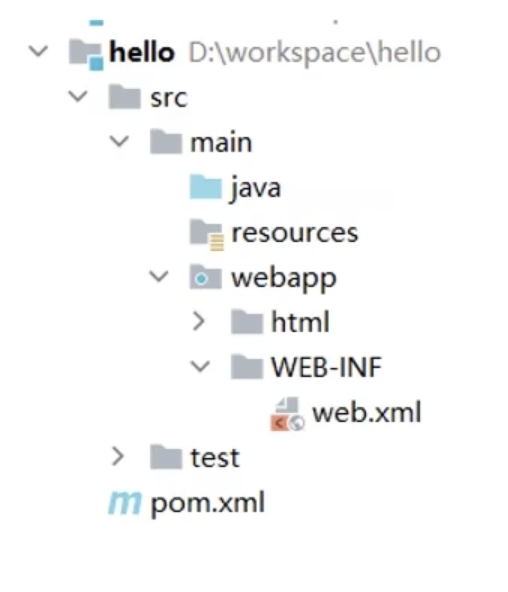 hello D:\workspace\hello
src
main
java
resources
webapp
html
WEB-INF
web.xml
test
pom.xml